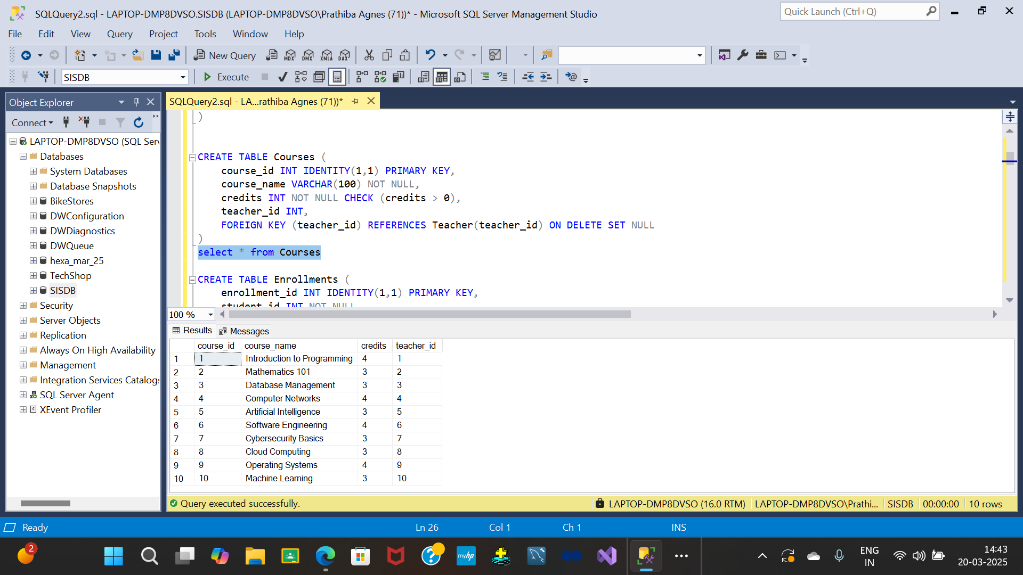 SQLQuery2.sql - LAPTOP-DMP8DVSO.SISDB (LAPTOP-DMP8DVSO\Prathiba Agnes (71))* - Microsoft SQL Server Management Studio
Quick Launch (Ctrl+Q)
File Edit View Query Project Tools Window Help
New Query
SISDB
Execute
Object Explorer
SQLQuery2.sql - LA...rathiba Agnes (71))*
Connect
LAPTOP-DMP8DVSO (SQL Ser
Databases
System Databases
Database Snapshots
BikeStores
DWConfiguration
DWDiagnostics
DWQueue
hexa_mar_25
TechShop
SISDB
Security
Server Objects
Replication
Always On High Availability
Management
Integration Services Catalogs
SQL Server Agent
XEvent Profiler
)
CREATE TABLE Courses (
course_id INT IDENTITY(1,1) PRIMARY KEY,
course_name VARCHAR(100) NOT NULL,
credits INT NOT NULL CHECK (credits > 0),
teacher_id INT,
FOREIGN KEY (teacher_id) REFERENCES Teacher(teacher_id) ON DELETE SET NULL
)
select * from Courses
CREATE TABLE Enrollments (
enrollment_id INT IDENTITY(1,1) PRIMARY KEY,
student_id INT NOT NULL
100 %
Results Messages
course_id course_name credits teacher_id
1 1 Introduction to Programming 4 1
2 2 Mathematics 101 3 2
3 3 Database Management 3 3
4 4 Computer Networks 4 4
5 5 Artificial Intelligence 3 5
6 6 Software Engineering 4 6
7 7 Cybersecurity Basics 3 7
8 8 Cloud Computing 3 8
9 9 Operating Systems 4 9
10 10 Machine Learning 3 10
Query executed successfully.
LAPTOP-DMP8DVSO (16.0 RTM) LAPTOP-DMP8DVSO\Prathi... SISDB 00:00:00 10 rows
Ready Ln 26 Col 1 Ch 1 INS
2
ENG
IN
14:43
20-03-2025